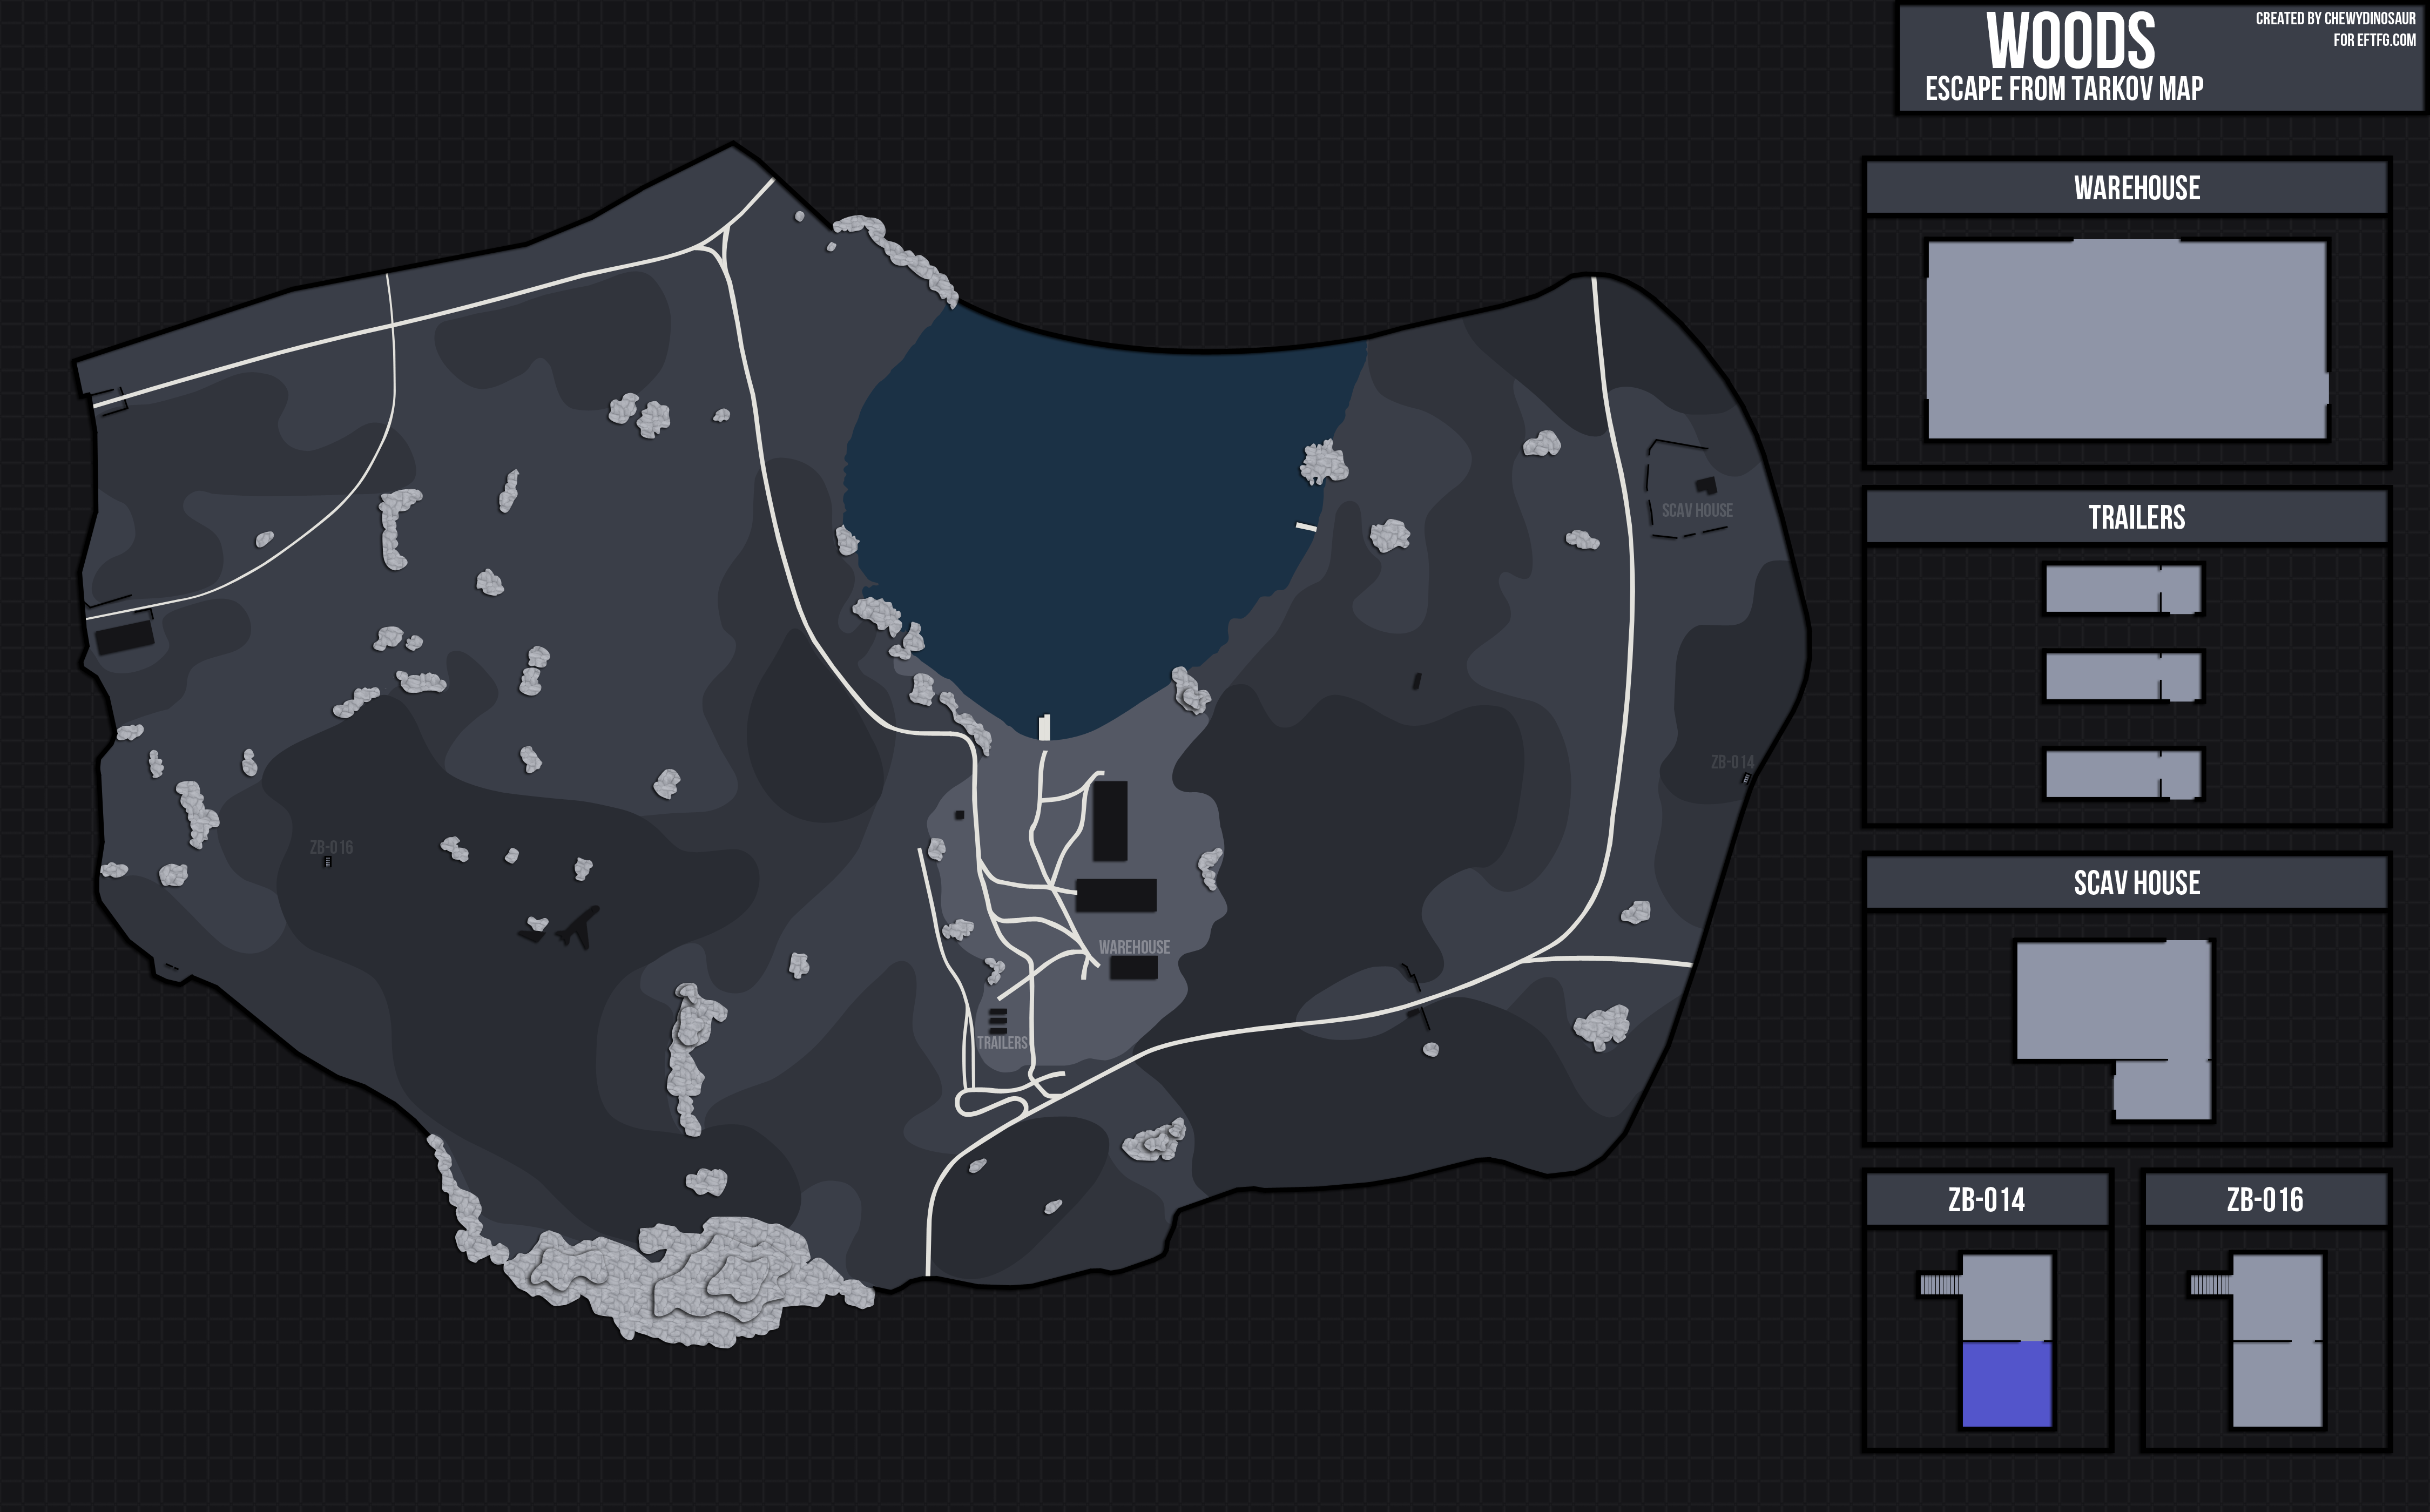 WOODS
ESCAPE FROM TARKOV MAP
CREATED BY CHEWYDINOSAUR
FOR EFTFG.COM
WAREHOUSE
TRAILERS
SCAV HOUSE
ZB-014
ZB-016
SCAV HOUSE
ZB-014
ZB-016
WAREHOUSE
TRAILERS